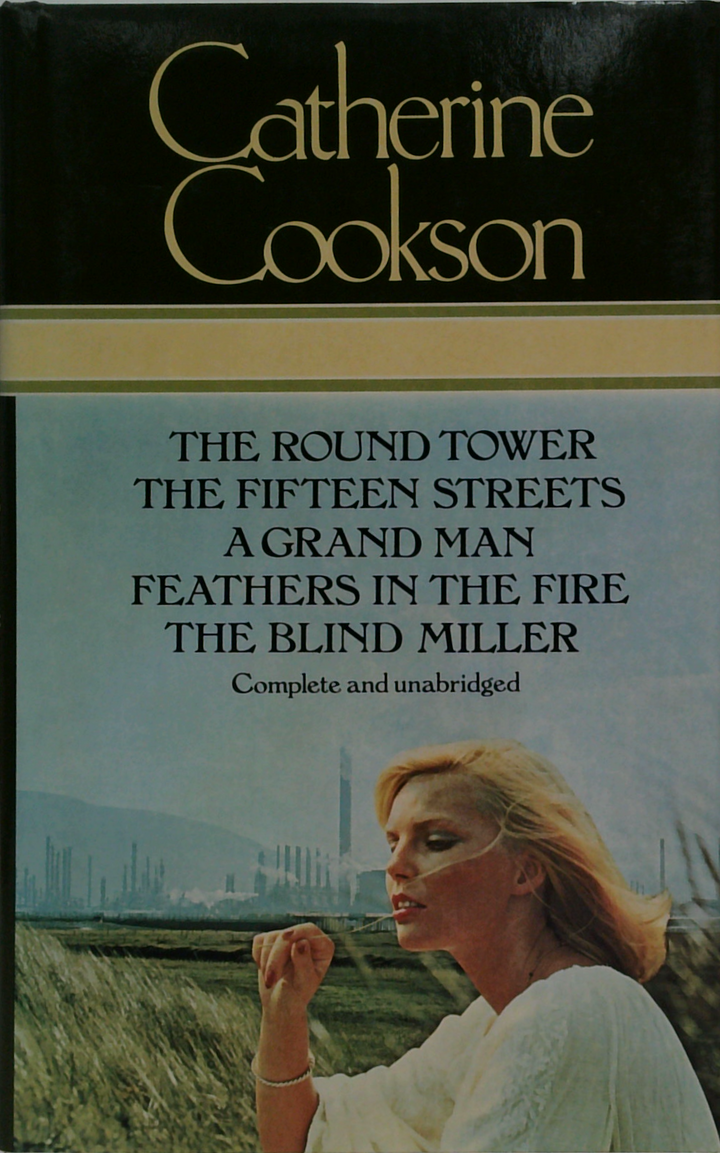 Catherine
Cookson
THE ROUND TOWER
THE FIFTEEN STREETS
A GRAND MAN
FEATHERS IN THE FIRE
THE BLIND MILLER
Complete and unabridged